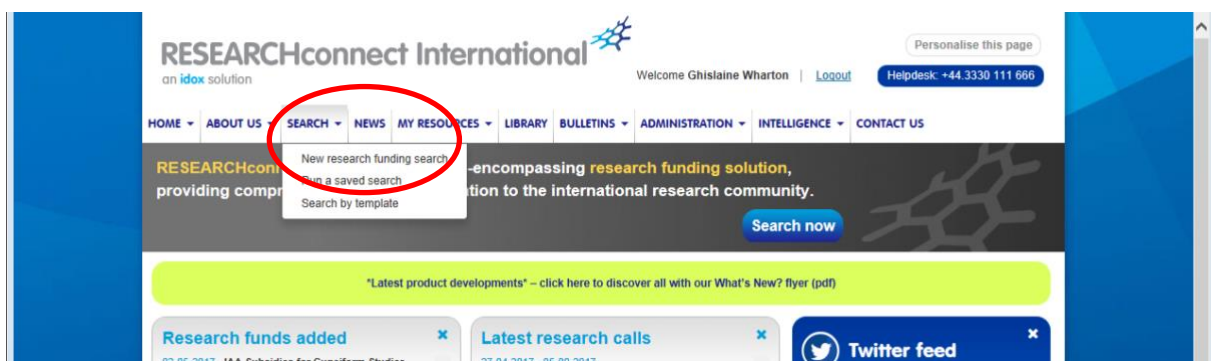 RESEARCHconnect International
an idox solution
Personalise this page
Welcome Ghislaine Wharton | Logout
Helpdesk: +44.3330 111 666
HOME ABOUT US SEARCH NEWS MY RESOURCES LIBRARY BULLETINS ADMINISTRATION INTELLIGENCE CONTACT US
New research funding search
Run a saved search
Search by template
RESEARCHconn -encompassing research funding solution,
providing compr tion to the international research community.
Search now
*Latest product developments* – click here to discover all with our What's New? flyer (pdf)
Research funds added
Latest research calls
Twitter feed